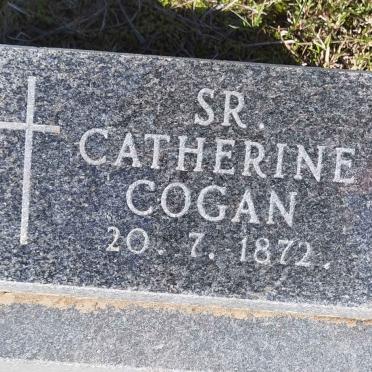 SR.
CATHERINE
COGAN
20. 7. 1872.